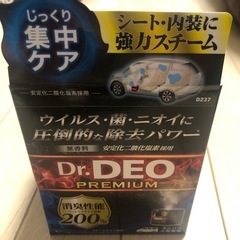 じっくり
集中ケア
シート・内装に
強力スチーム
安定化二酸化塩素採用
D237
ウイルス・菌・ニオイに
圧倒的な除去パワー
無香料
安定化二酸化塩素採用
Dr.DEO
PREMIUM
消臭性能
200